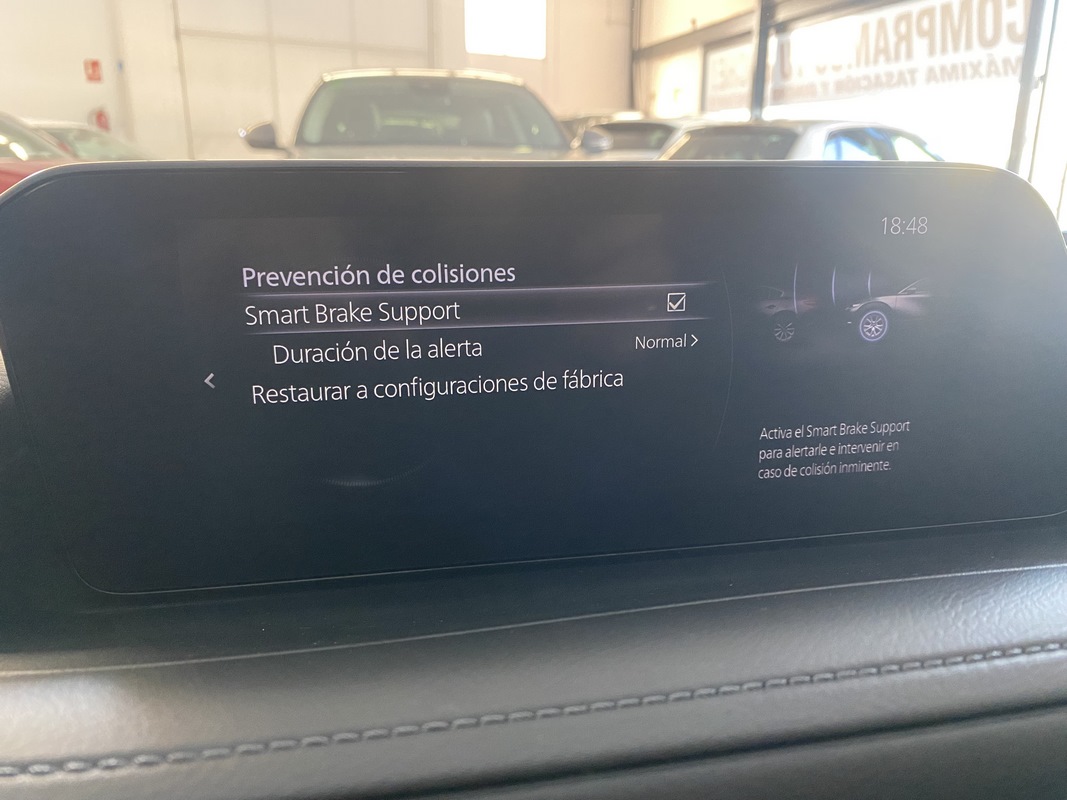 COMPRAM
MÁXIMA TASACIÓN
18:48
Prevención de colisiones
Smart Brake Support
Duración de la alerta
Normal
Restaurar a configuraciones de fábrica
Activa el Smart Brake Support
para alertarle e intervenir en
caso de colisión inminente.